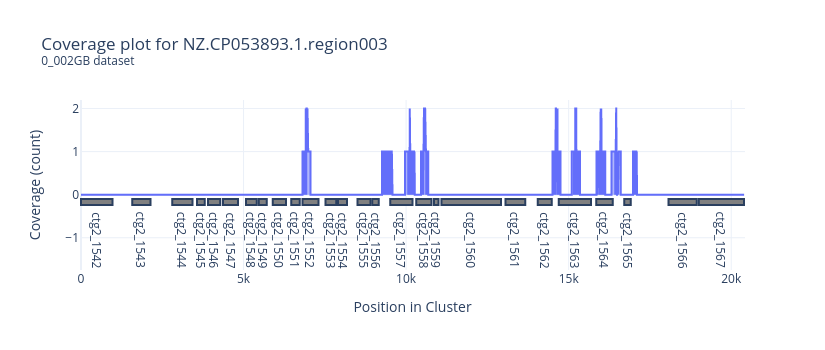 Coverage plot for NZ.CP053893.1.region003
0_002GB dataset
2
1
0
−1
Coverage (count)
ctg2_1542
ctg2_1543
ctg2_1544
ctg2_1545
ctg2_1546
ctg2_1547
ctg2_1548
ctg2_1549
ctg2_1550
ctg2_1551
ctg2_1552
ctg2_1553
ctg2_1554
ctg2_1555
ctg2_1556
ctg2_1557
ctg2_1558
ctg2_1559
ctg2_1560
ctg2_1561
ctg2_1562
ctg2_1563
ctg2_1564
ctg2_1565
ctg2_1566
ctg2_1567
0 5k 10k 15k 20k
Position in Cluster